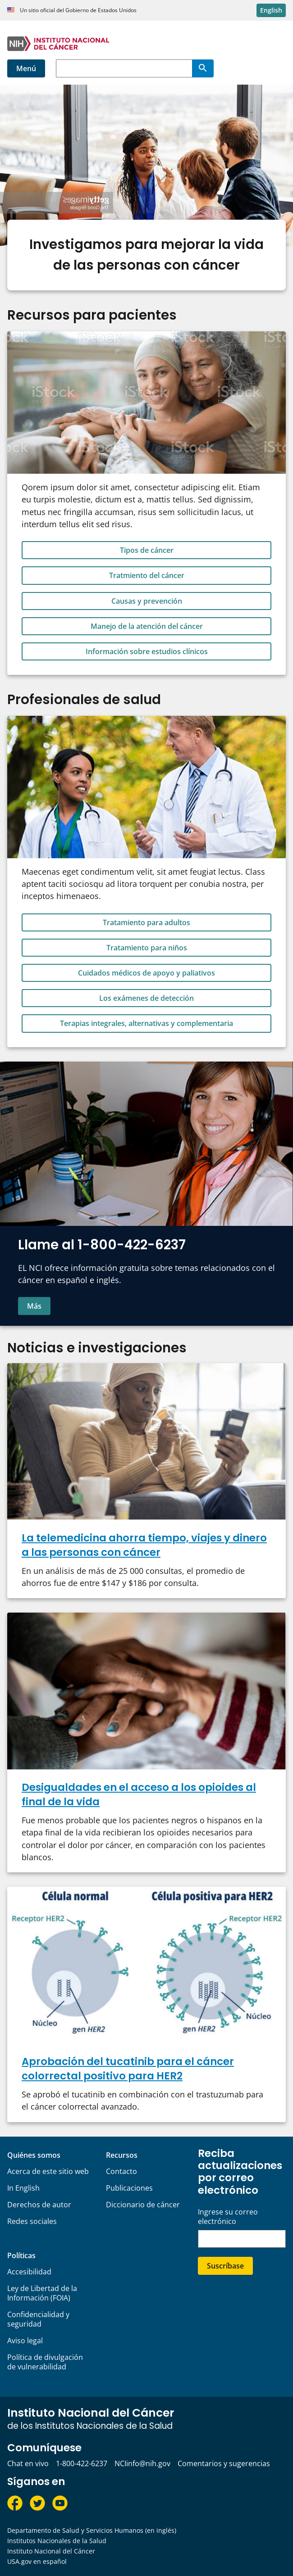 Un sitio oficial del Gobierno de Estados Unidos
English
NIH
INSTITUTO NACIONAL
DEL CÁNCER
Menú
gettyimages
Investigamos para mejorar la vida
de las personas con cáncer
Recursos para pacientes
iStock
iStock
iStock
iStock
iStock
Qorem ipsum dolor sit amet, consectetur adipiscing elit. Etiam
eu turpis molestie, dictum est a, mattis tellus. Sed dignissim,
metus nec fringilla accumsan, risus sem sollicitudin lacus, ut
interdum tellus elit sed risus.
Tipos de cáncer
Tratmiento del cáncer
Causas y prevención
Manejo de la atención del cáncer
Información sobre estudios clínicos
Profesionales de salud
Maecenas eget condimentum velit, sit amet feugiat lectus. Class
aptent taciti sociosqu ad litora torquent per conubia nostra, per
inceptos himenaeos.
Tratamiento para adultos
Tratamiento para niños
Cuidados médicos de apoyo y paliativos
Los exámenes de detección
Terapias integrales, alternativas y complementaria
Llame al 1-800-422-6237
EL NCI ofrece información gratuita sobre temas relacionados con el
cáncer en español e inglés.
Más
Noticias e investigaciones
La telemedicina ahorra tiempo, viajes y dinero
a las personas con cáncer
En un análisis de más de 25 000 consultas, el promedio de
ahorros fue de entre $147 y $186 por consulta.
Desigualdades en el acceso a los opioides al
final de la vida
Fue menos probable que los pacientes negros o hispanos en la
etapa final de la vida recibieran los opioides necesarios para
controlar el dolor por cáncer, en comparación con los pacientes
blancos.
Célula normal
Célula positiva para HER2
Receptor HER2
Receptor HER2
Núcleo
gen HER2
Núcleo
gen HER2
Aprobación del tucatinib para el cáncer
colorrectal positivo para HER2
Se aprobó el tucatinib en combinación con el trastuzumab para
el cáncer colorrectal avanzado.
Quiénes somos
Acerca de este sitio web
In English
Derechos de autor
Redes sociales
Recursos
Contacto
Publicaciones
Diccionario de cáncer
Reciba
actualizaciones
por correo
electrónico
Ingrese su correo
electrónico
Suscríbase
Políticas
Accesibilidad
Ley de Libertad de la
Información (FOIA)
Confidencialidad y
seguridad
Aviso legal
Política de divulgación
de vulnerabilidad
Instituto Nacional del Cáncer
de los Institutos Nacionales de la Salud
Comuníquese
Chat en vivo 1-800-422-6237 NCIinfo@nih.gov Comentarios y sugerencias
Síganos en
Departamento de Salud y Servicios Humanos (en inglés)
Institutos Nacionales de la Salud
Instituto Nacional del Cáncer
USA.gov en español